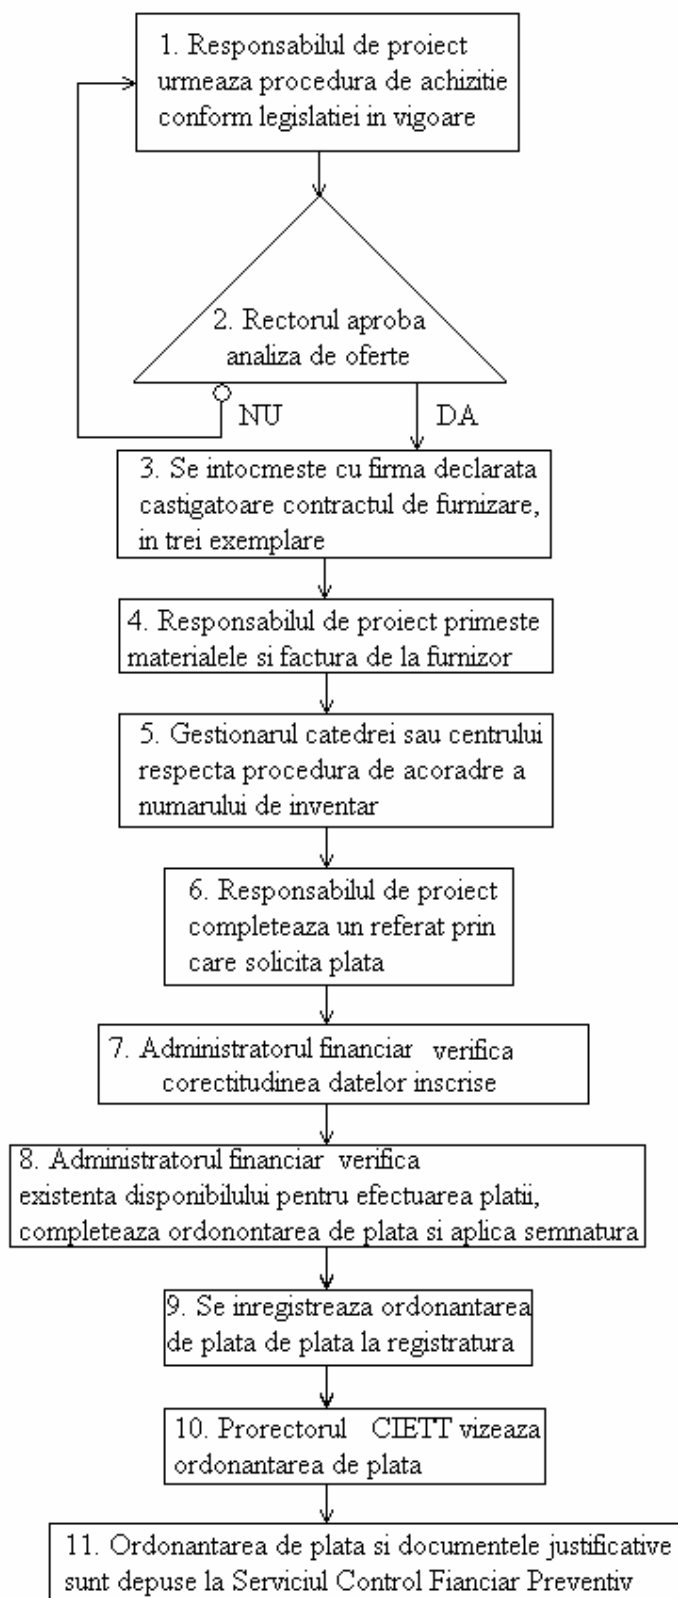 1. Responsabilul de proiect
urmeaza procedura de achizitie
conform legislatiei in vigoare
2. Rectorul aproba
analiza de oferte
NU
DA
3. Se intocmeste cu firma declarata
castigatoare contractul de furnizare,
in trei exemplare
4. Responsabilul de proiect primeste
materialele si factura de la furnizor
5. Gestionarul catedrei sau centrului
respecta procedura de acoradre a
numarului de inventar
6. Responsabilul de proiect
completeaza un referat prin
care solicita plata
7. Administratorul financiar verifica
corectitudinea datelor inscrise
8. Administratorul financiar verifica
existenta disponibilului pentru efectuarea platii,
completeaza ordonontarea de plata si aplica semnatura
9. Se inregistreaza ordonantarea
de plata de plata la registratura
10. Prorectorul CIETT vizeaza
ordonantarea de plata
11. Ordonantarea de plata si documentele justificative
sunt depuse la Serviciul Control Fianciar Preventiv